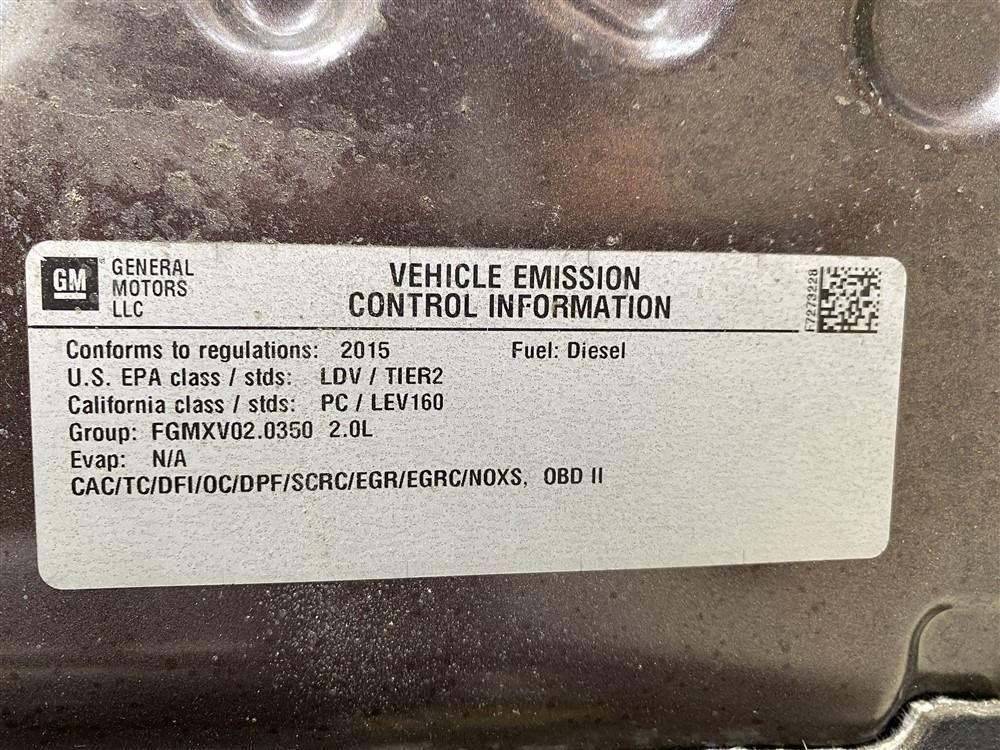 GM
GENERAL
MOTORS
LLC
VEHICLE EMISSION
CONTROL INFORMATION
F7273228
Conforms to regulations: 2015 Fuel: Diesel
U.S. EPA class / stds: LDV / TIER2
California class / stds: PC / LEV160
Group: FGMXV02.0350 2.0L
Evap: N/A
CAC/TC/DFI/OC/DPF/SCRC/EGR/EGRC/NOXS, OBD II